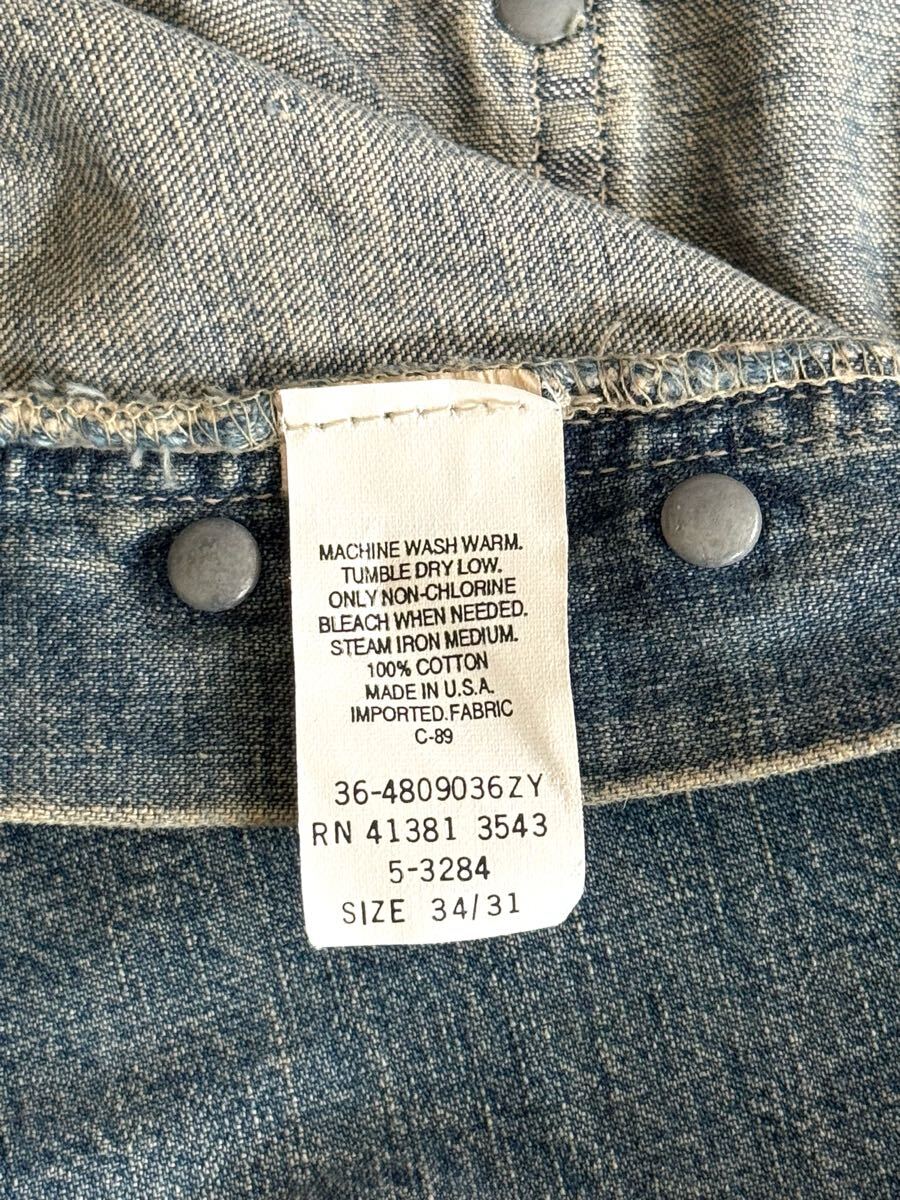 MACHINE WASH WARM.
TUMBLE DRY LOW.
ONLY NON-CHLORINE
BLEACH WHEN NEEDED.
STEAM IRON MEDIUM.
100% COTTON
MADE IN U.S.A.
IMPORTED.FABRIC
C-89
36-4809036ZY
RN 41381 3543
5-3284
SIZE 34/31